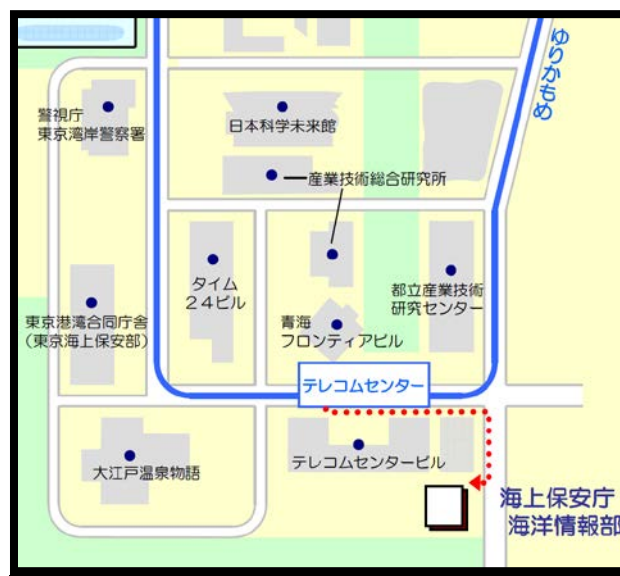 ゆりかもめ
警視庁
東京湾岸警察署
日本科学未来館
産業技術総合研究所
タイム
24ビル
都立産業技術
研究センター
東京港湾合同庁舎
(東京海上保安部)
青海
フロンティアビル
テレコムセンター
大江戸温泉物語
テレコムセンタービル
海上保安庁
海洋情報部